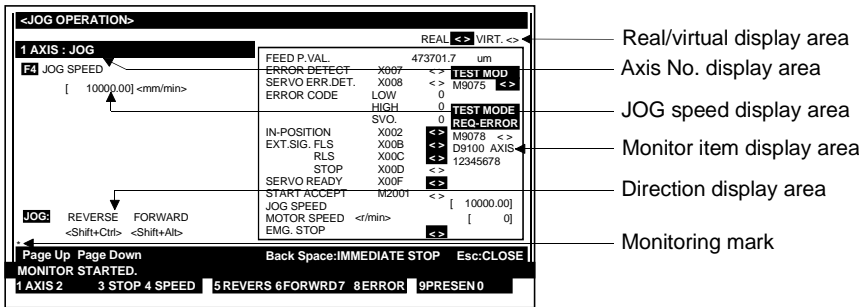 <JOG OPERATION>
REAL < > VIRT. < >
Real/virtual display area
1 AXIS : JOG
Axis No. display area
F4 JOG SPEED
[ 10000.00] <mm/min>
JOG speed display area
FEED P.VAL. 473701.7 um
ERROR DETECT X007 < > TEST MOD
SERVO ERR.DET. X008 < > M9075 < >
ERROR CODE LOW 0
HIGH 0 TEST MODE
SVO. 0 REQ-ERROR
IN-POSITION X002 < > M9078 < >
EXT.SIG. FLS X00B < > D9100 AXIS
RLS X00C < > 12345678
STOP X00D < >
SERVO READY X00F < >
START ACCEPT M2001 < >
JOG SPEED [ 10000.00]
MOTOR SPEED <r/min> [ 0]
EMG. STOP < >
Monitor item display area
Direction display area
JOG: REVERSE FORWARD
<Shift+Ctrl> <Shift+Alt>
*
Monitoring mark
Page Up Page Down Back Space:IMMEDIATE STOP Esc:CLOSE
MONITOR STARTED.
1 AXIS 2 3 STOP 4 SPEED 5 REVERS 6FORWRD 7 8 ERROR 9PRESEN 0